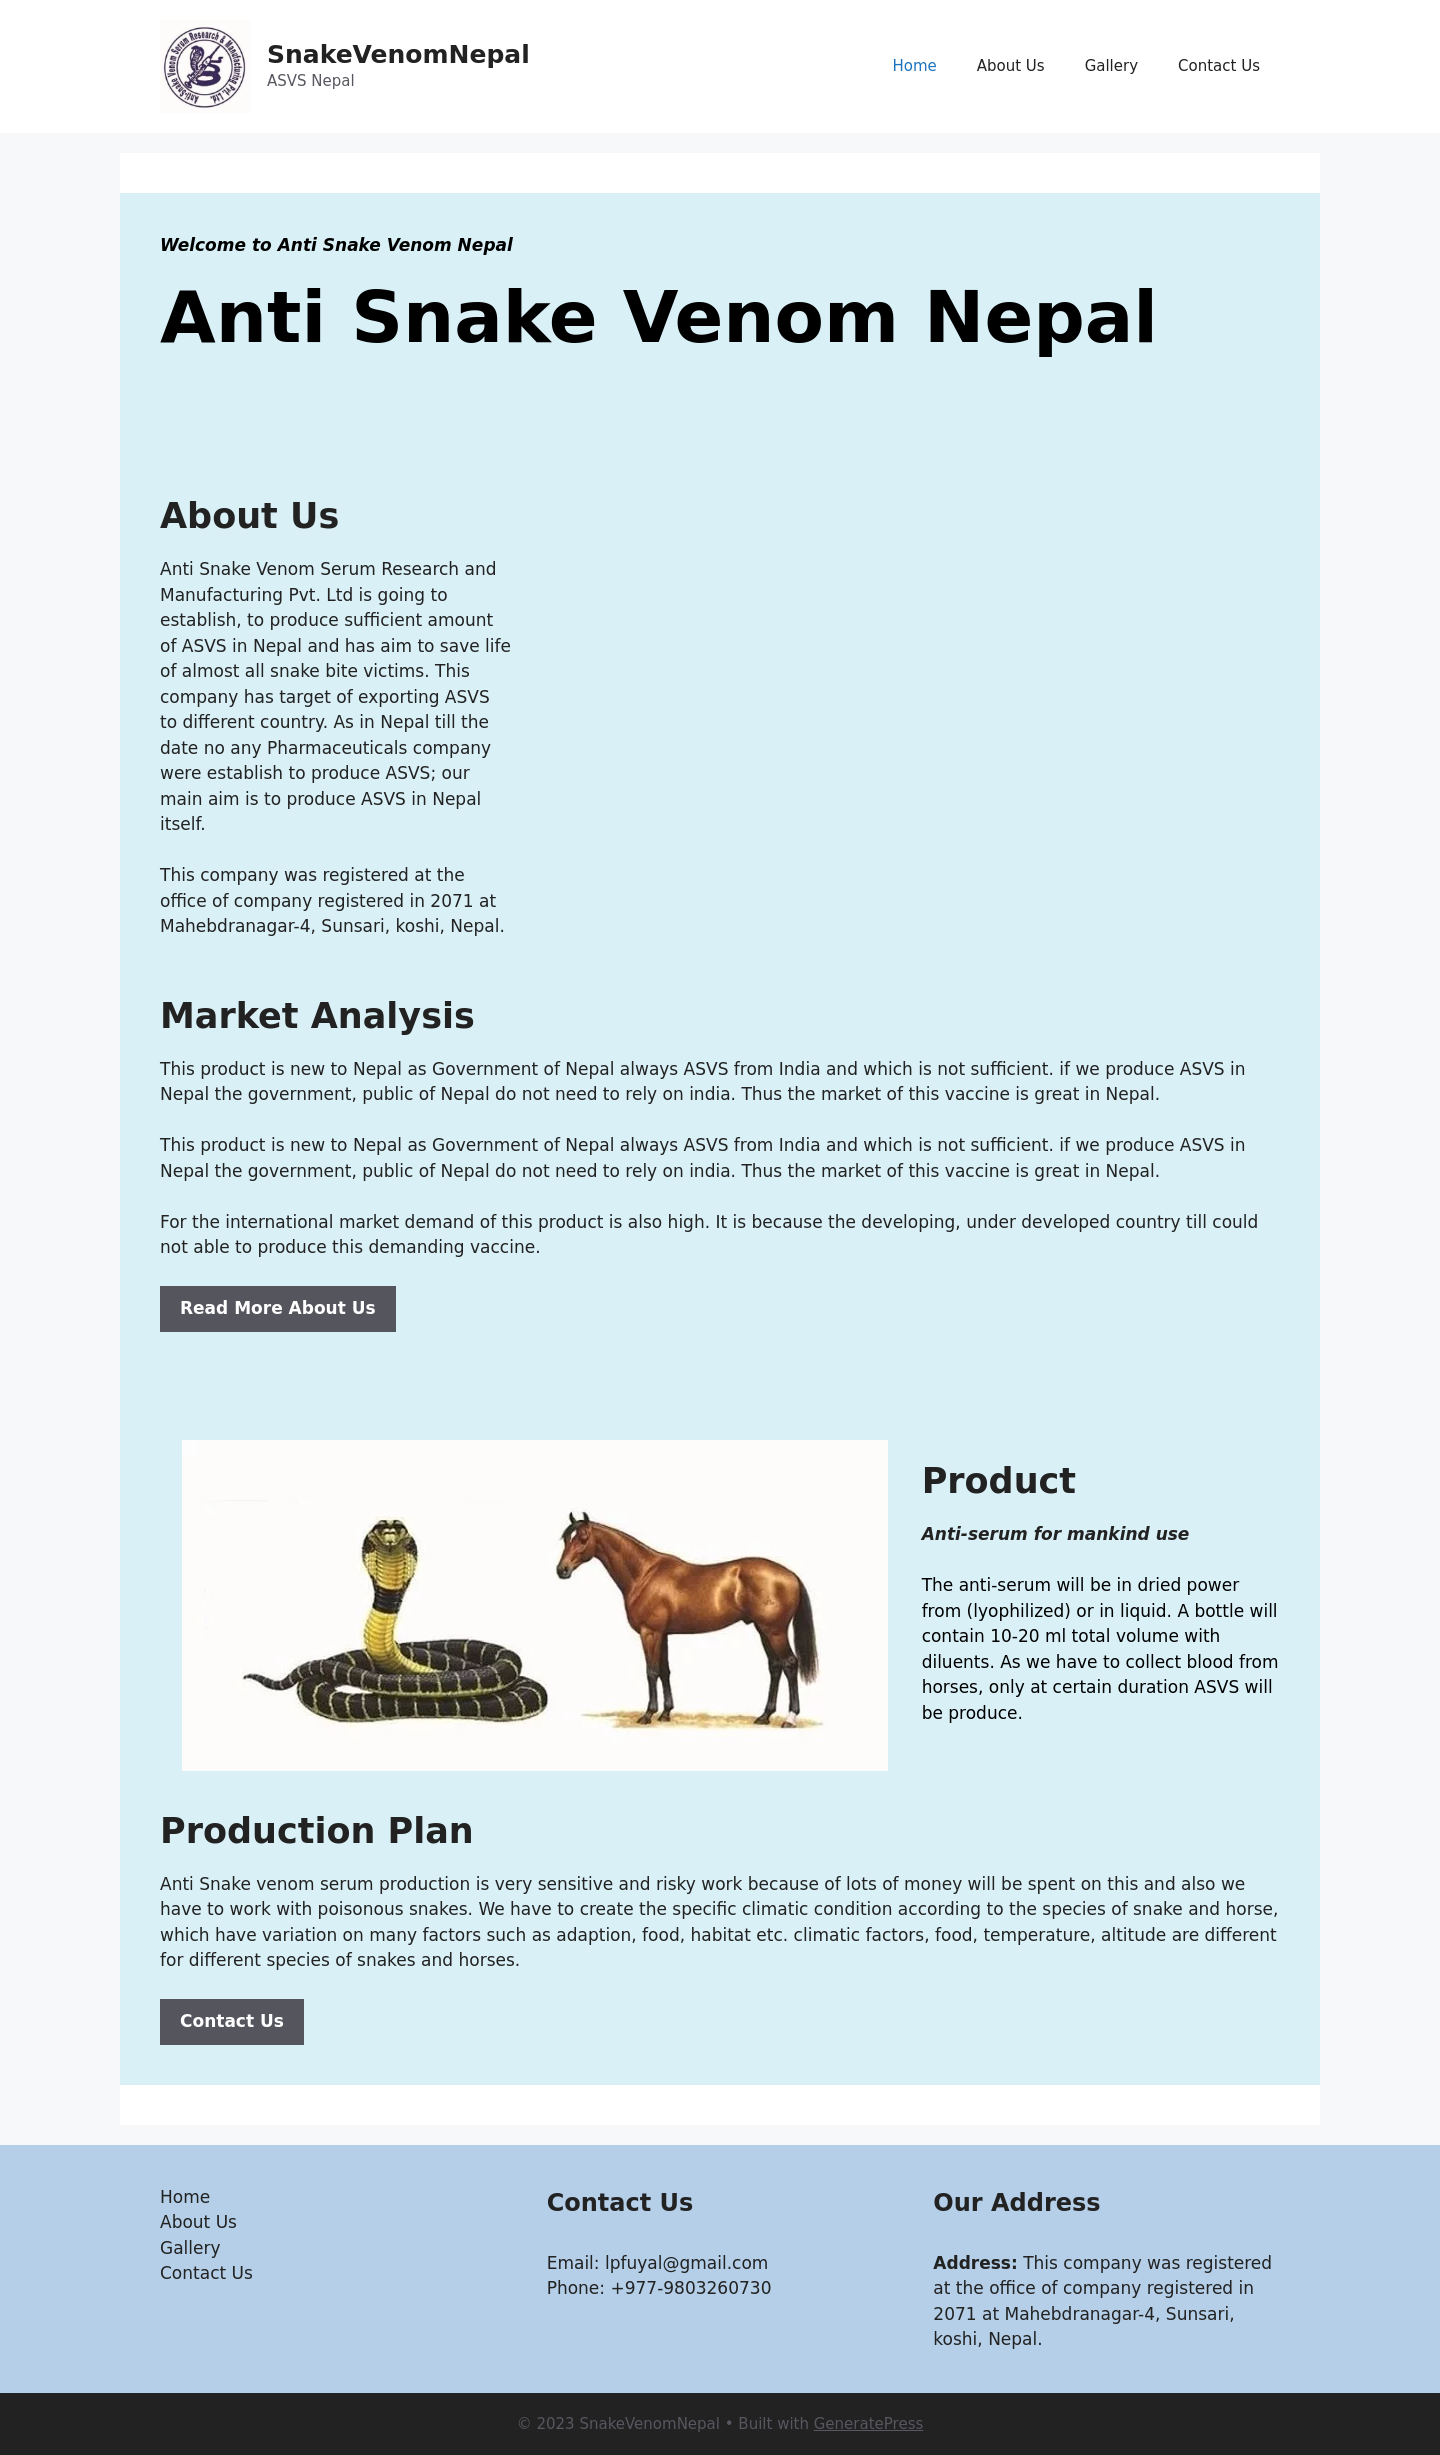 Anti-Snake Venom Serum Research & Manufacturing Pvt. Ltd.
SnakeVenomNepal
ASVS Nepal
Home
About Us
Gallery
Contact Us
Welcome to Anti Snake Venom Nepal
Anti Snake Venom Nepal
About Us
Anti Snake Venom Serum Research and
Manufacturing Pvt. Ltd is going to
establish, to produce sufficient amount
of ASVS in Nepal and has aim to save life
of almost all snake bite victims. This
company has target of exporting ASVS
to different country. As in Nepal till the
date no any Pharmaceuticals company
were establish to produce ASVS; our
main aim is to produce ASVS in Nepal
itself.
This company was registered at the
office of company registered in 2071 at
Mahebdranagar-4, Sunsari, koshi, Nepal.
Market Analysis
This product is new to Nepal as Government of Nepal always ASVS from India and which is not sufficient. if we produce ASVS in
Nepal the government, public of Nepal do not need to rely on india. Thus the market of this vaccine is great in Nepal.
This product is new to Nepal as Government of Nepal always ASVS from India and which is not sufficient. if we produce ASVS in
Nepal the government, public of Nepal do not need to rely on india. Thus the market of this vaccine is great in Nepal.
For the international market demand of this product is also high. It is because the developing, under developed country till could
not able to produce this demanding vaccine.
Read More About Us
Product
Anti-serum for mankind use
The anti-serum will be in dried power
from (lyophilized) or in liquid. A bottle will
contain 10-20 ml total volume with
diluents. As we have to collect blood from
horses, only at certain duration ASVS will
be produce.
Production Plan
Anti Snake venom serum production is very sensitive and risky work because of lots of money will be spent on this and also we
have to work with poisonous snakes. We have to create the specific climatic condition according to the species of snake and horse,
which have variation on many factors such as adaption, food, habitat etc. climatic factors, food, temperature, altitude are different
for different species of snakes and horses.
Contact Us
Home
About Us
Gallery
Contact Us
Contact Us
Email: lpfuyal@gmail.com
Phone: +977-9803260730
Our Address
Address: This company was registered
at the office of company registered in
2071 at Mahebdranagar-4, Sunsari,
koshi, Nepal.
© 2023 SnakeVenomNepal • Built with GeneratePress